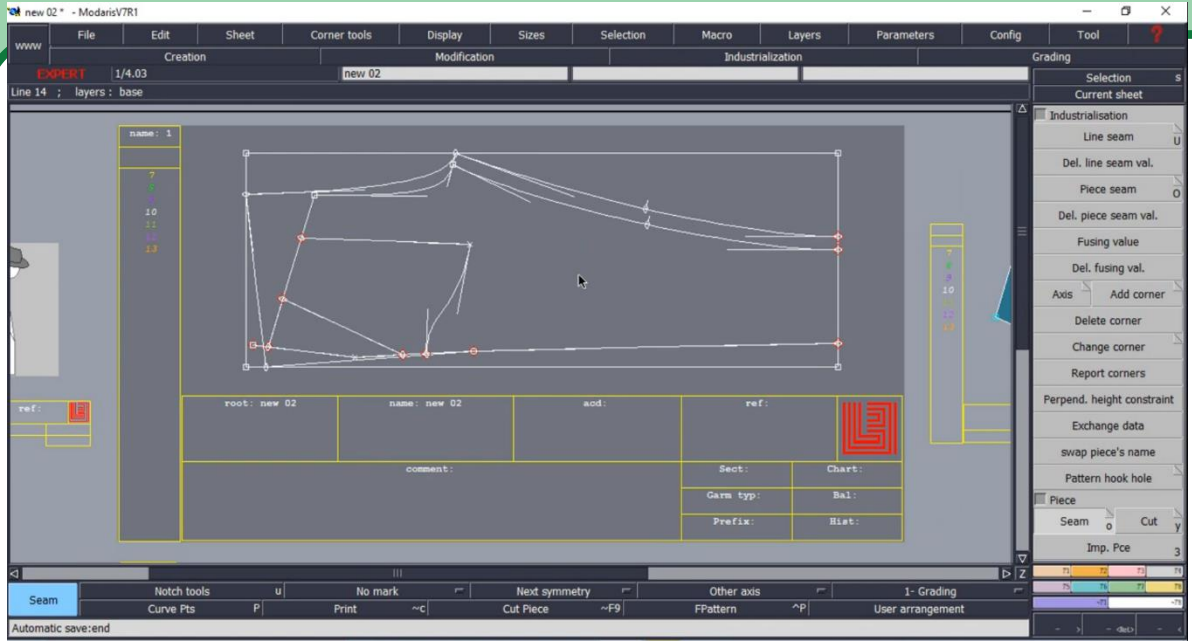 new 02 * - ModarisV7R1
www File Edit Sheet Corner tools Display Sizes Selection Macro Layers Parameters Config Tool ?
Creation Modification Industrialization Grading
EXPERT 1/4.03 new 02
Selection s
Line 14 ; layers : base
Current sheet
Industrialisation
Line seam U
Del. line seam val.
Piece seam O
Del. piece seam val.
Fusing value
Del. fusing val.
Axis Add corner
Delete corner
Change corner
Report corners
Perpend. height constraint
Exchange data
swap piece's name
Pattern hook hole
Piece
Seam o Cut y
Imp. Pce 3
name: 1
7
10
11
13
7
10
ref:
root: new 02 name: new 02 acd: ref:
comment: Sect: Chart:
Garm typ: Bal:
Prefix: Hist:
Z
Seam
Notch tools u No mark Next symmetry Other axis 1- Grading
Curve Pts P Print ~c Cut Piece ~F9 FPattern ^P User arrangement
Automatic save:end